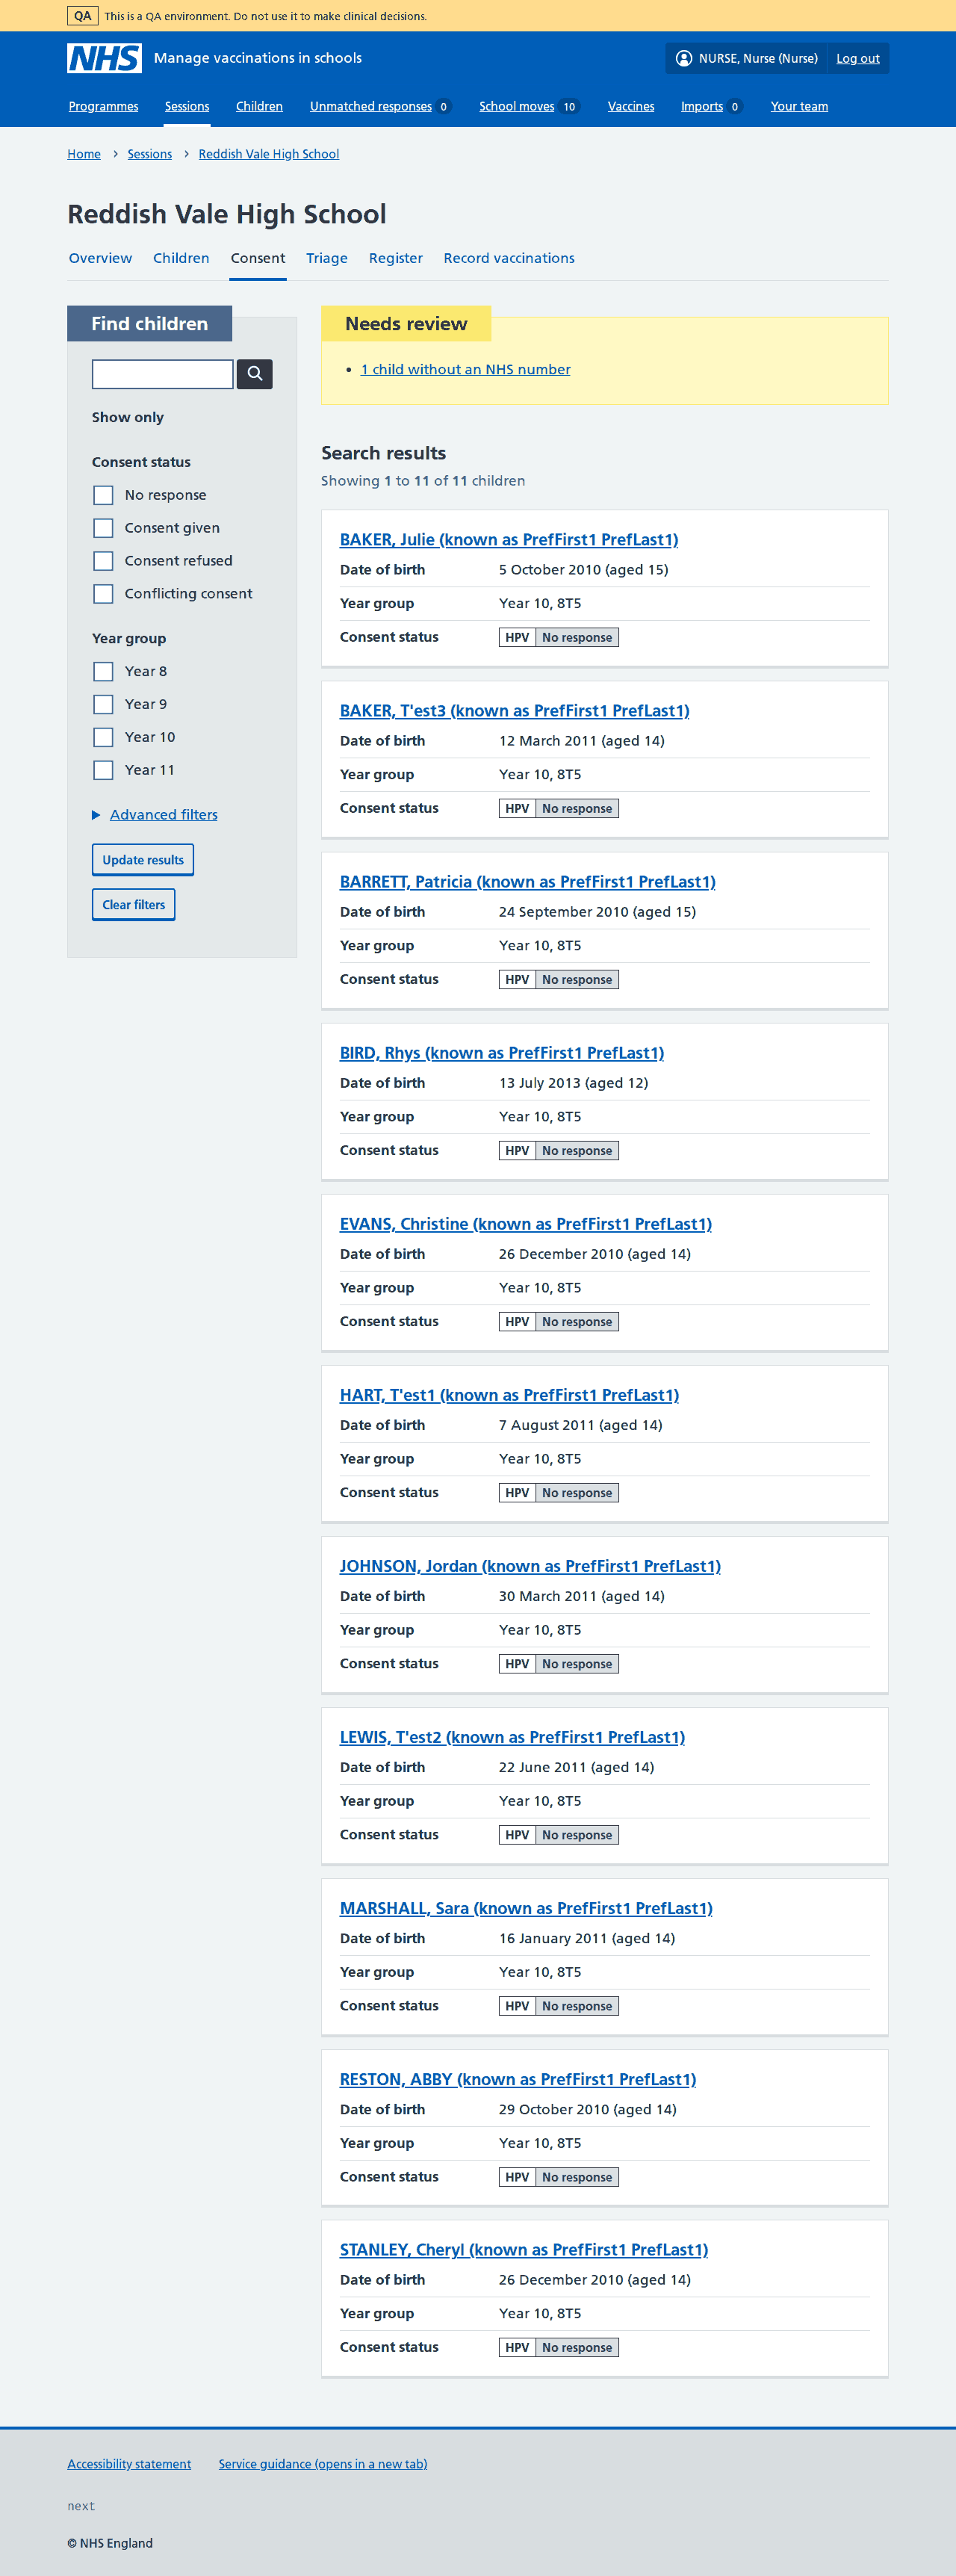 QA This is a QA environment. Do not use it to make clinical decisions.
NHS Manage vaccinations in schools NURSE, Nurse (Nurse) Log out
Programmes Sessions Children Unmatched responses 0 School moves 10 Vaccines Imports 0 Your team
Home › Sessions › Reddish Vale High School
Reddish Vale High School
Overview Children Consent Triage Register Record vaccinations
Find children
Show only
Consent status
No response
Consent given
Consent refused
Conflicting consent
Year group
Year 8
Year 9
Year 10
Year 11
Advanced filters
Update results
Clear filters
Needs review
• 1 child without an NHS number
Search results
Showing 1 to 11 of 11 children
BAKER, Julie (known as PrefFirst1 PrefLast1)
Date of birth 5 October 2010 (aged 15)
Year group Year 10, 8T5
Consent status HPV No response
BAKER, T'est3 (known as PrefFirst1 PrefLast1)
Date of birth 12 March 2011 (aged 14)
Year group Year 10, 8T5
Consent status HPV No response
BARRETT, Patricia (known as PrefFirst1 PrefLast1)
Date of birth 24 September 2010 (aged 15)
Year group Year 10, 8T5
Consent status HPV No response
BIRD, Rhys (known as PrefFirst1 PrefLast1)
Date of birth 13 July 2013 (aged 12)
Year group Year 10, 8T5
Consent status HPV No response
EVANS, Christine (known as PrefFirst1 PrefLast1)
Date of birth 26 December 2010 (aged 14)
Year group Year 10, 8T5
Consent status HPV No response
HART, T'est1 (known as PrefFirst1 PrefLast1)
Date of birth 7 August 2011 (aged 14)
Year group Year 10, 8T5
Consent status HPV No response
JOHNSON, Jordan (known as PrefFirst1 PrefLast1)
Date of birth 30 March 2011 (aged 14)
Year group Year 10, 8T5
Consent status HPV No response
LEWIS, T'est2 (known as PrefFirst1 PrefLast1)
Date of birth 22 June 2011 (aged 14)
Year group Year 10, 8T5
Consent status HPV No response
MARSHALL, Sara (known as PrefFirst1 PrefLast1)
Date of birth 16 January 2011 (aged 14)
Year group Year 10, 8T5
Consent status HPV No response
RESTON, ABBY (known as PrefFirst1 PrefLast1)
Date of birth 29 October 2010 (aged 14)
Year group Year 10, 8T5
Consent status HPV No response
STANLEY, Cheryl (known as PrefFirst1 PrefLast1)
Date of birth 26 December 2010 (aged 14)
Year group Year 10, 8T5
Consent status HPV No response
Accessibility statement Service guidance (opens in a new tab)
next
© NHS England